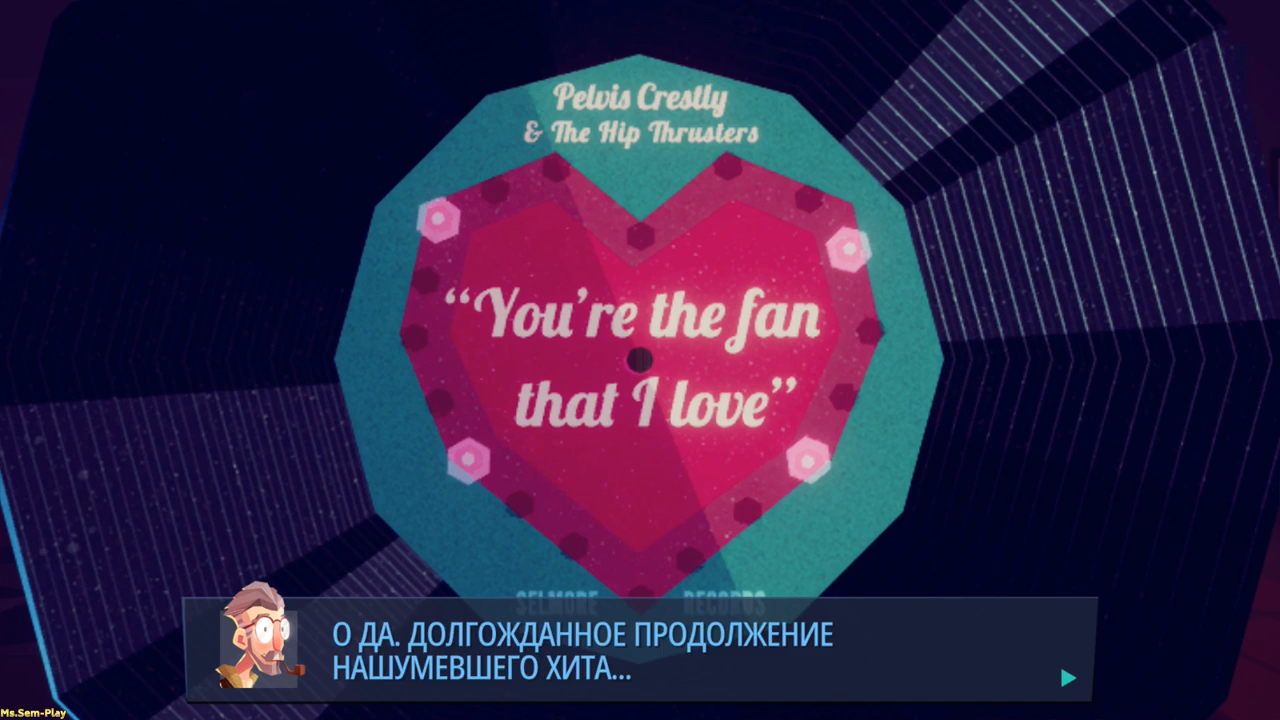 Pelvis Crestly
& The Hip Thrusters
“You’re the fan
that I love”
SELMORE RECORDS
О ДА. ДОЛГОЖДАННОЕ ПРОДОЛЖЕНИЕ
НАШУМЕВШЕГО ХИТА...
Ms.Sem-Play